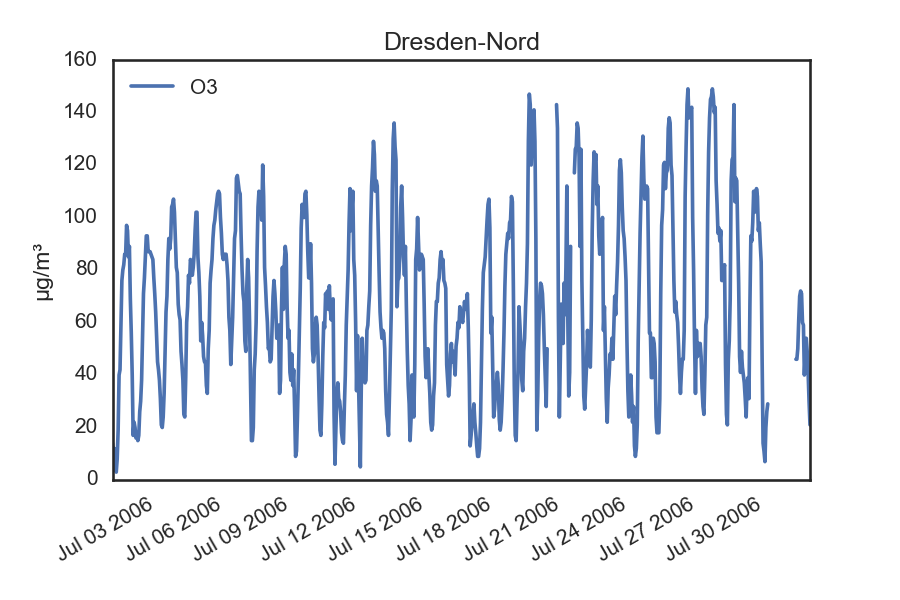 Dresden-Nord
160
140
120
100
80
60
40
20
0
µg/m³
O3
Jul 03 2006
Jul 06 2006
Jul 09 2006
Jul 12 2006
Jul 15 2006
Jul 18 2006
Jul 21 2006
Jul 24 2006
Jul 27 2006
Jul 30 2006